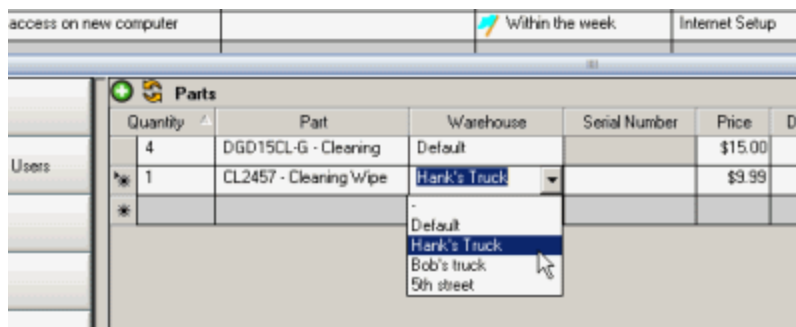 access on new computer Within the week Internet Setup
Parts
Quantity Part Warehouse Serial Number Price D
4 DGD15CL-G - Cleaning Default $15.00
Users
1 CL2457 - Cleaning Wipe Hank's Truck $9.99
-
Default
Hank's Truck
Bob's truck
5th street